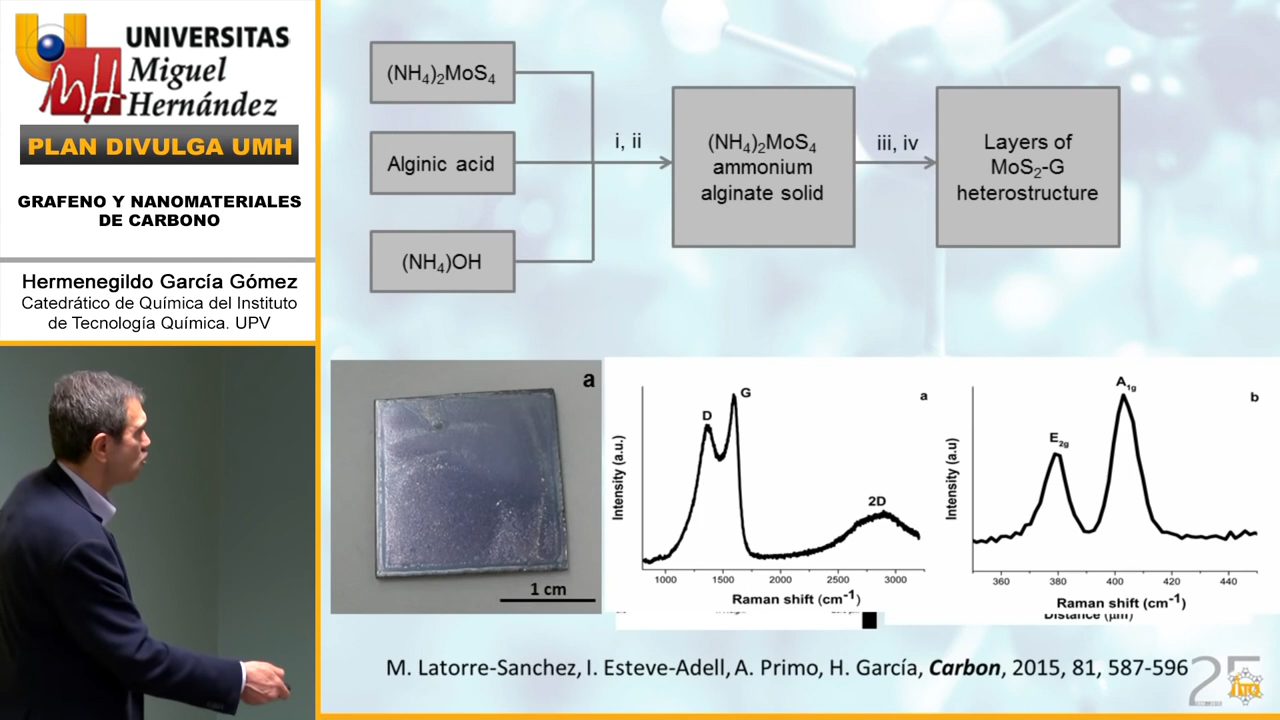 UNIVERSITAS
Miguel
Hernández
PLAN DIVULGA UMH
GRAFENO Y NANOMATERIALES
DE CARBONO
Hermenegildo García Gómez
Catedrático de Química del Instituto
de Tecnología Química. UPV
(NH₄)₂MoS₄
Alginic acid
(NH₄)OH
i, ii
(NH₄)₂MoS₄
ammonium
alginate solid
iii, iv
Layers of
MoS₂-G
heterostructure
a
1 cm
a
D
G
2D
Intensity (a.u.)
1000 1500 2000 2500 3000
Raman shift (cm⁻¹)
b
E₂g
A₁g
Intensity (a.u)
360 380 400 420 440
Raman shift (cm⁻¹)
Distance (μm)
M. Latorre-Sanchez, I. Esteve-Adell, A. Primo, H. García, Carbon, 2015, 81, 587-596
25
itq